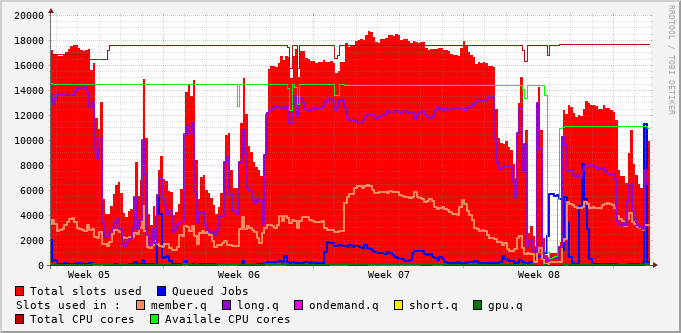 RRDTOOL / TOBI OETIKER
20000
18000
16000
14000
12000
10000
8000
6000
4000
2000
0
Week 05 Week 06 Week 07 Week 08
Total slots used Queued Jobs
Slots used in : member.q long.q ondemand.q short.q gpu.q
Total CPU cores Availale CPU cores